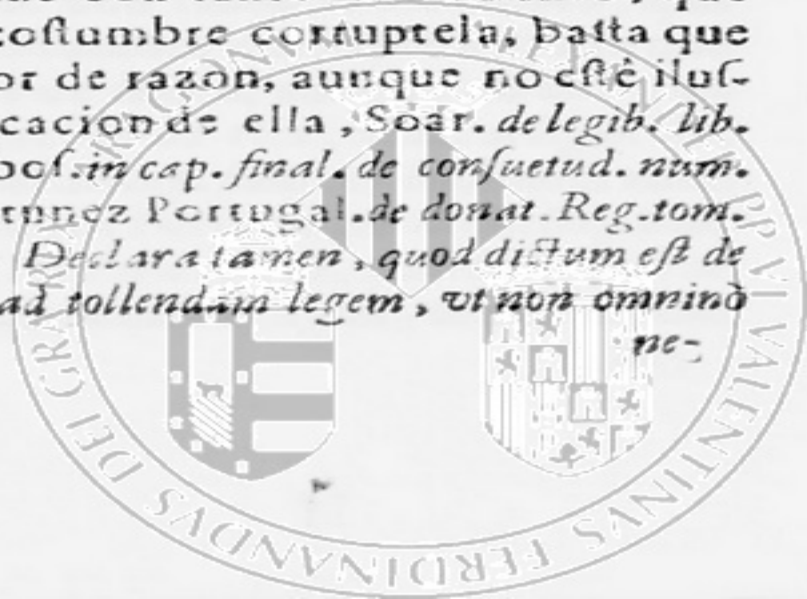 costumbre corruptela, basta que
or de razon, aunque no esté iluſ-
cacion de ella, Soar. de legib. lib.
poſ. in cap. final. de conſuetud. num.
tunez Portugal. de donat. Reg. tom.
Declara tamen, quod dictum eſt de
ad tollendam legem, vt non omninò
ne-